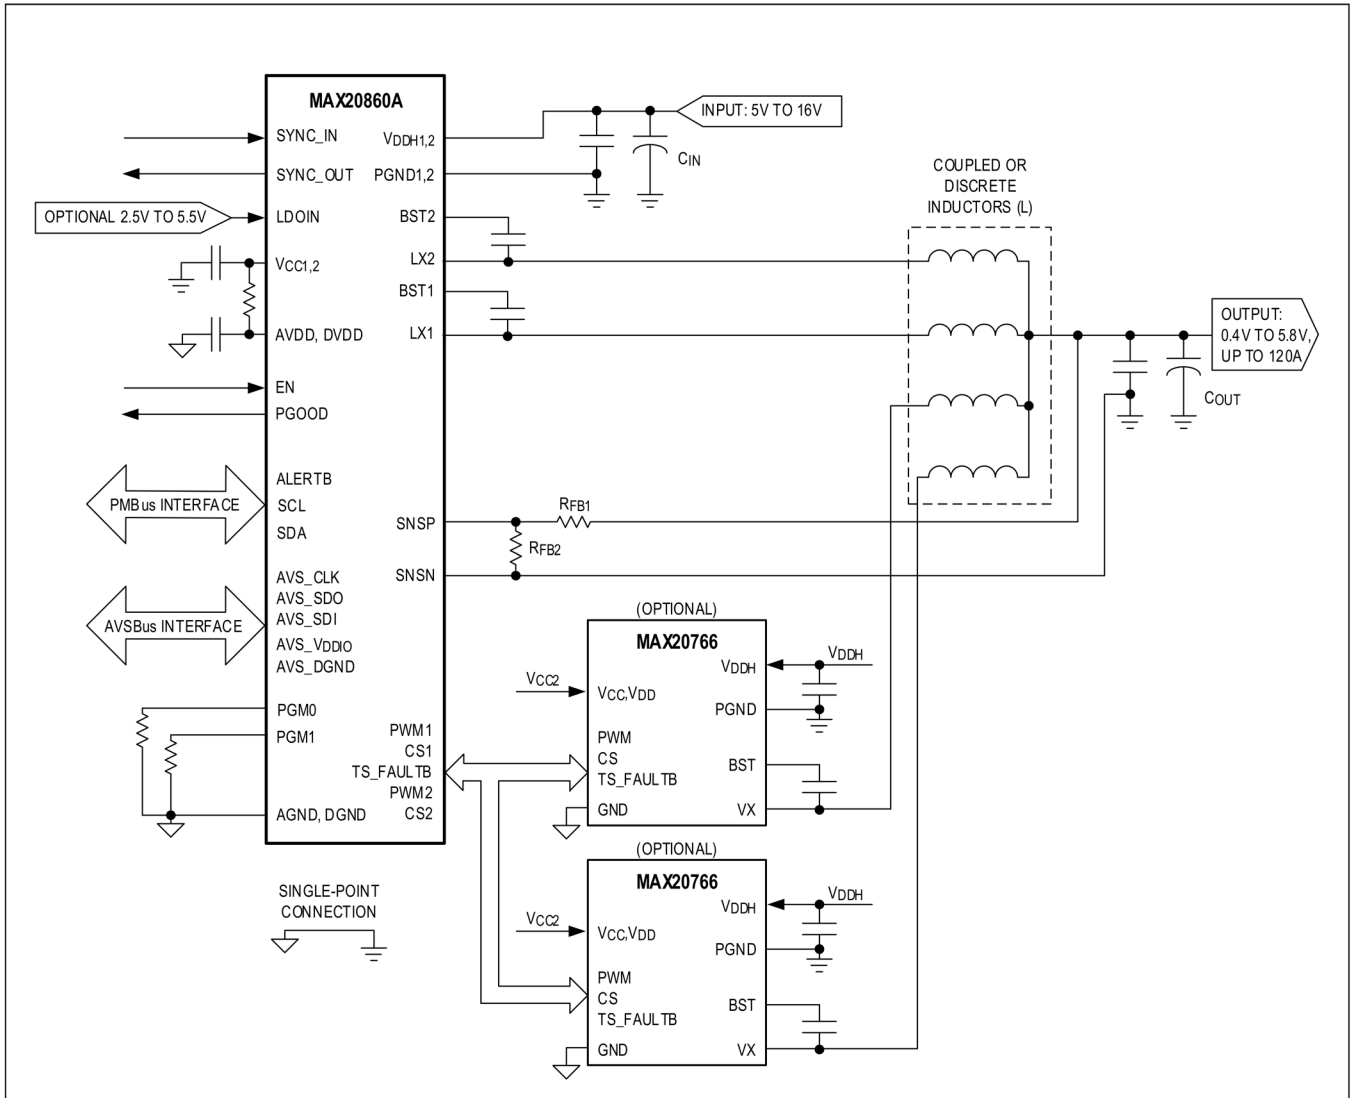 MAX20860A
SYNC_IN
SYNC_OUT
OPTIONAL 2.5V TO 5.5V
LDOIN
VCC1,2
AVDD, DVDD
EN
PGOOD
ALERTB
PMBus INTERFACE
SCL
SDA
AVS_CLK
AVS_SDO
AVSBus INTERFACE
AVS_SDI
AVS_VDDIO
AVS_DGND
PGM0
PGM1
AGND, DGND
VDDH1,2
PGND1,2
BST2
LX2
BST1
LX1
SNSP
SNSN
PWM1
CS1
TS_FAULTB
PWM2
CS2
INPUT: 5V TO 16V
CIN
COUPLED OR
DISCRETE
INDUCTORS (L)
OUTPUT:
0.4V TO 5.8V,
UP TO 120A
COUT
RFB1
RFB2
(OPTIONAL)
MAX20766
VCC2
VCC,VDD
PWM
CS
TS_FAULTB
GND
VDDH
VDDH
PGND
BST
VX
(OPTIONAL)
MAX20766
VCC2
VCC,VDD
PWM
CS
TS_FAULTB
GND
VDDH
VDDH
PGND
BST
VX
SINGLE-POINT
CONNECTION